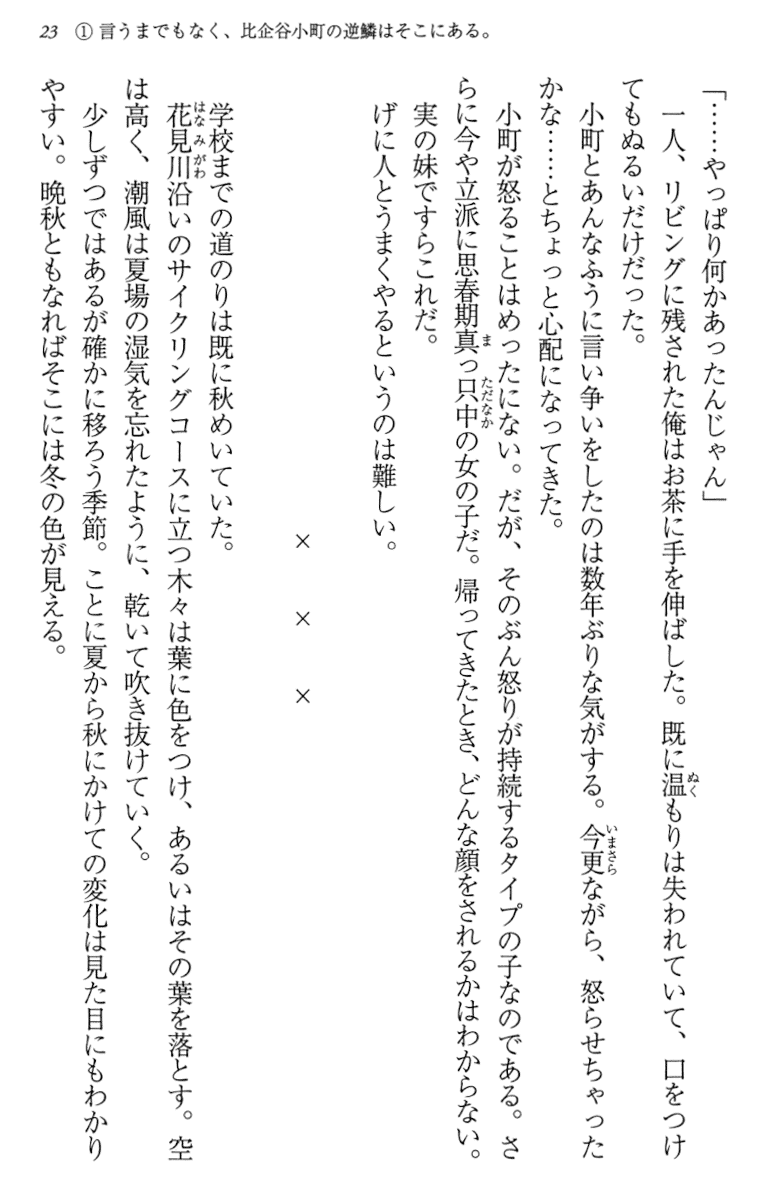 23 ① 言うまでもなく、比企谷小町の逆鱗はそこにある。
「……やっぱり何かあったんじゃん」
一人、リビングに残された俺はお茶に手を伸ばした。既に温もりは失われていて、口をつけ
てもぬるいだけだった。
小町とあんなふうに言い争いをしたのは数年ぶりな気がする。今更ながら、怒らせちゃった
かな……とちょっと心配になってきた。
小町が怒ることはめったにない。だが、そのぶん怒りが持続するタイプの子なのである。さ
らに今や立派に思春期真っ只中の女の子だ。帰ってきたとき、どんな顔をされるかはわからない。
実の妹ですらこれだ。
げに人とうまくやるというのは難しい。
× × ×
学校までの道のりは既に秋めいていた。
花見川沿いのサイクリングコースに立つ木々は葉に色をつけ、あるいはその葉を落とす。空
は高く、潮風は夏場の湿気を忘れたように、乾いて吹き抜けていく。
少しずつではあるが確かに移ろう季節。ことに夏から秋にかけての変化は見た目にもわかり
やすい。晩秋ともなればそこには冬の色が見える。